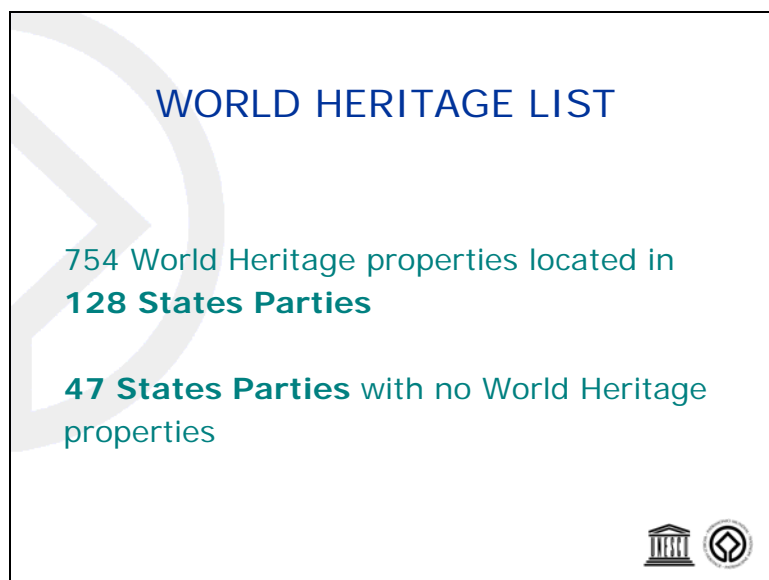 WORLD HERITAGE LIST
754 World Heritage properties located in
128 States Parties
47 States Parties with no World Heritage
properties
UNESCO